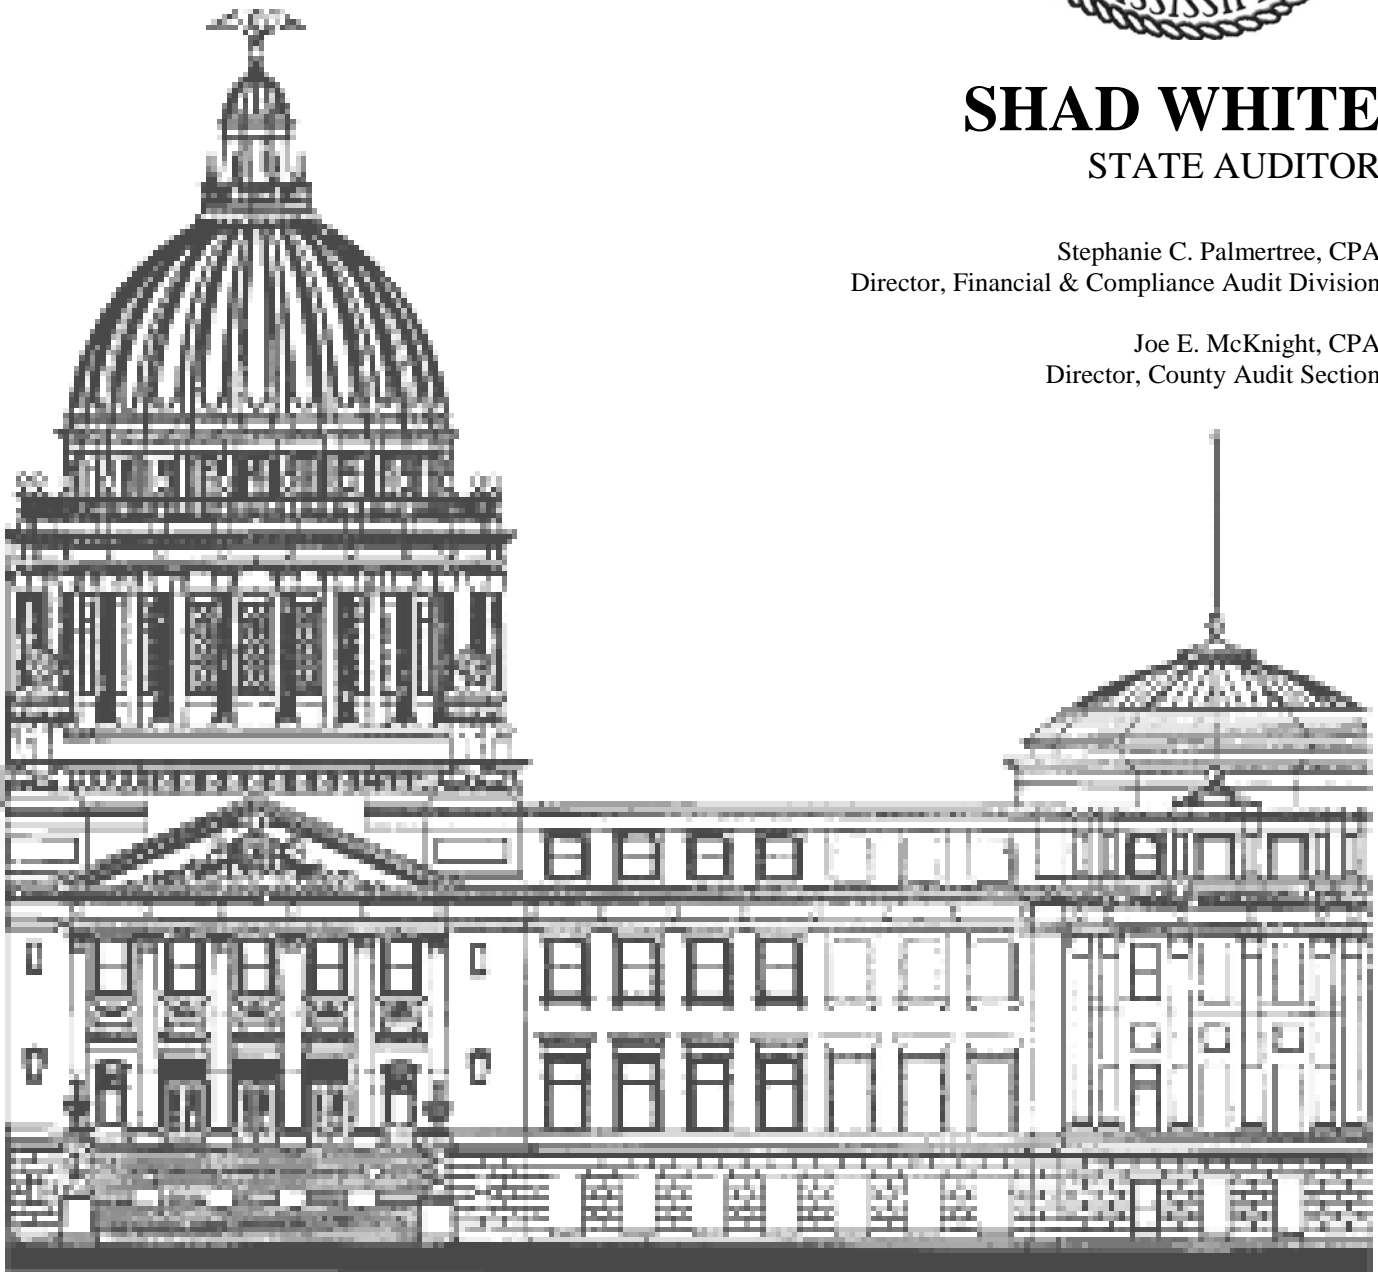 SHAD WHITE
STATE AUDITOR
Stephanie C. Palmertree, CPA
Director, Financial & Compliance Audit Division
Joe E. McKnight, CPA
Director, County Audit Section